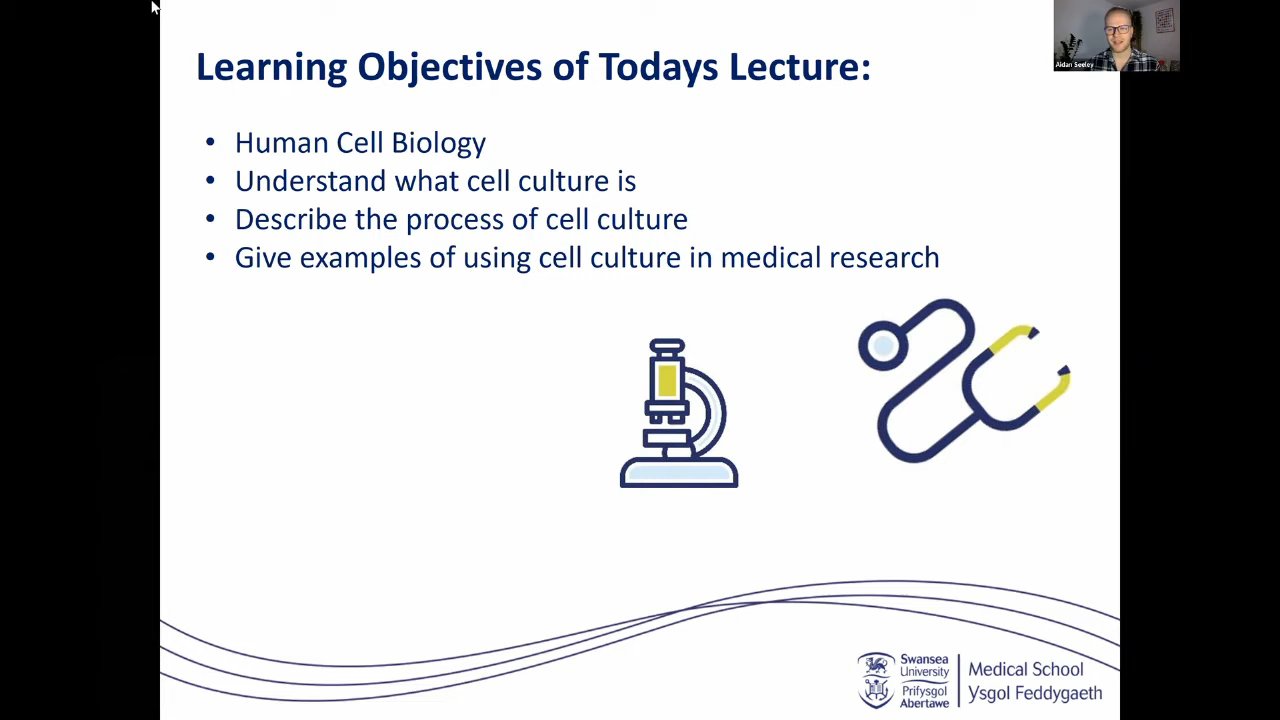 Learning Objectives of Todays Lecture:
• Human Cell Biology
• Understand what cell culture is
• Describe the process of cell culture
• Give examples of using cell culture in medical research
Aidan Seeley
Swansea
University
Prifysgol
Abertawe
Medical School
Ysgol Feddygaeth